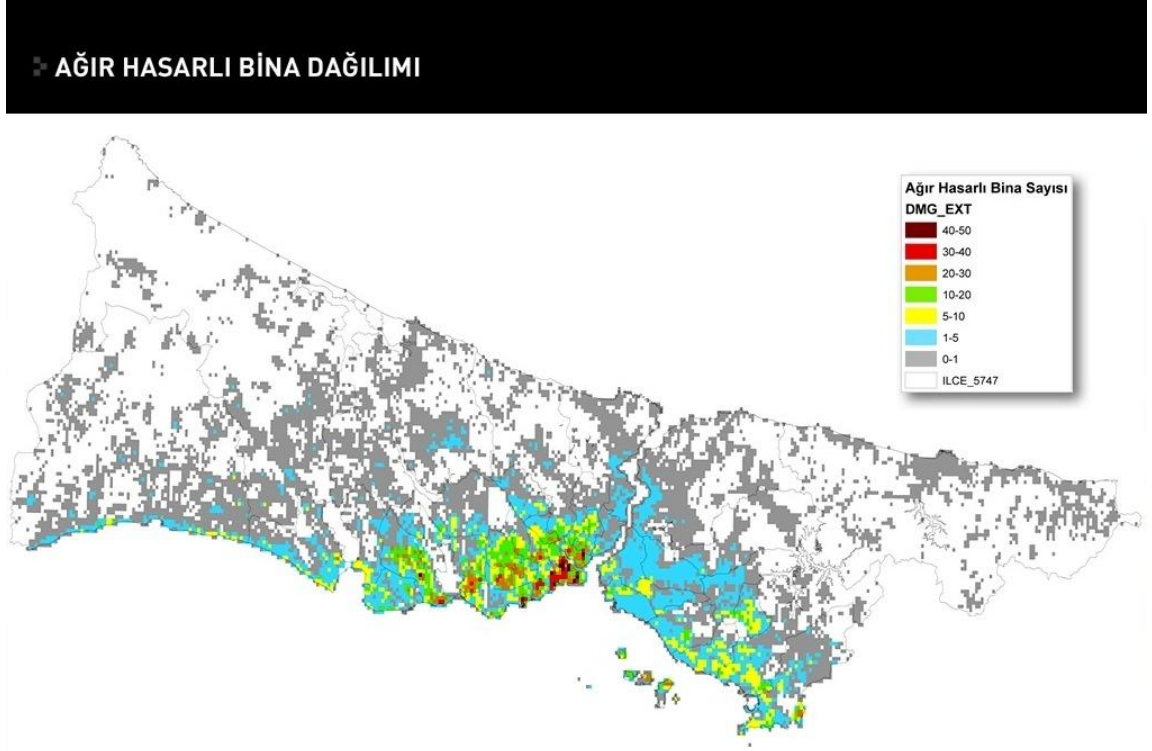 AĞIR HASARLI BİNA DAĞILIMI
Ağır Hasarlı Bina Sayısı
DMG_EXT
40-50
30-40
20-30
10-20
5-10
1-5
0-1
ILCE_5747